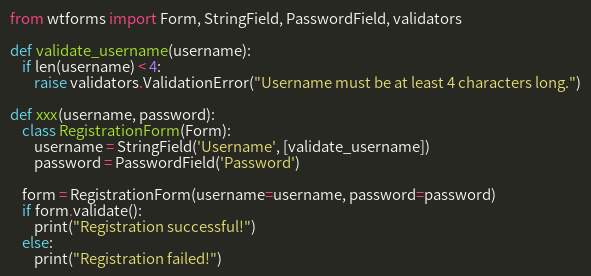 from wtforms import Form, StringField, PasswordField, validators

def validate_username(username):
    if len(username) < 4:
        raise validators.ValidationError("Username must be at least 4 characters long.")

def xxx(username, password):
    class RegistrationForm(Form):
        username = StringField('Username', [validate_username])
        password = PasswordField('Password')

    form = RegistrationForm(username=username, password=password)
    if form.validate():
        print("Registration successful!")
    else:
        print("Registration failed!")